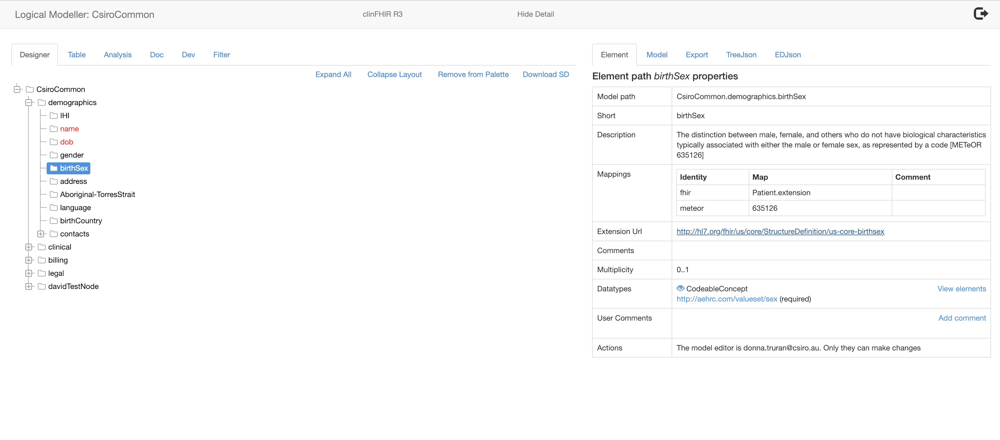 Logical Modeller: CsiroCommon
clinFHIR R3
Hide Detail
Designer
Table
Analysis
Doc
Dev
Filter
Expand All
Collapse Layout
Remove from Palette
Download SD
CsiroCommon
demographics
IHI
name
dob
gender
birthSex
address
Aboriginal-TorresStrait
language
birthCountry
contacts
clinical
billing
legal
davidTestNode
Element
Model
Export
TreeJson
EDJson
Element path birthSex properties
Model path
CsiroCommon.demographics.birthSex
Short
birthSex
Description
The distinction between male, female, and others who do not have biological characteristics
typically associated with either the male or female sex, as represented by a code [METeOR
635126]
Mappings
Identity
Map
Comment
fhir
Patient.extension
meteor
635126
Extension Url
http://hl7.org/fhir/us/core/StructureDefinition/us-core-birthsex
Comments
Multiplicity
0..1
Datatypes
CodeableConcept
View elements
http://aehrc.com/valueset/sex (required)
User Comments
Add comment
Actions
The model editor is donna.truran@csiro.au. Only they can make changes